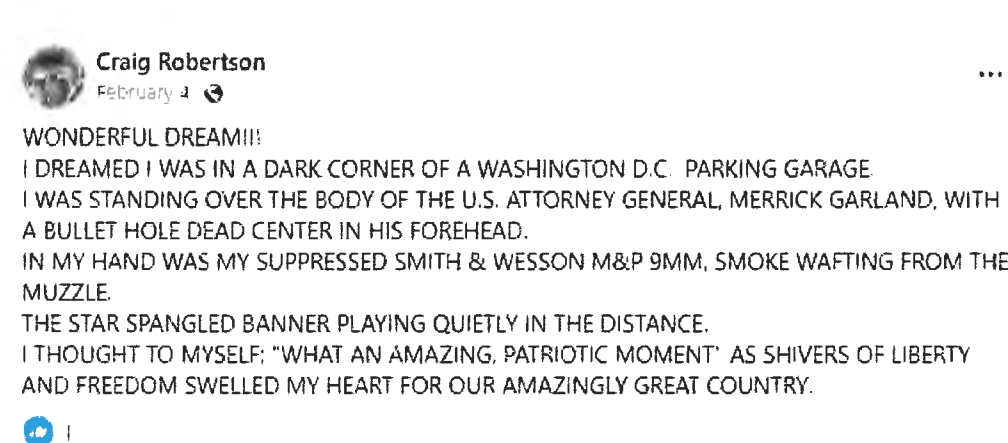 Craig Robertson
February
WONDERFUL DREAM!!!
I DREAMED I WAS IN A DARK CORNER OF A WASHINGTON D.C. PARKING GARAGE.
I WAS STANDING OVER THE BODY OF THE U.S. ATTORNEY GENERAL, MERRICK GARLAND, WITH
A BULLET HOLE DEAD CENTER IN HIS FOREHEAD.
IN MY HAND WAS MY SUPPRESSED SMITH & WESSON M&P 9MM, SMOKE WAFTING FROM THE
MUZZLE.
THE STAR SPANGLED BANNER PLAYING QUIETLY IN THE DISTANCE.
I THOUGHT TO MYSELF; "WHAT AN AMAZING, PATRIOTIC MOMENT" AS SHIVERS OF LIBERTY
AND FREEDOM SWELLED MY HEART FOR OUR AMAZINGLY GREAT COUNTRY.
1